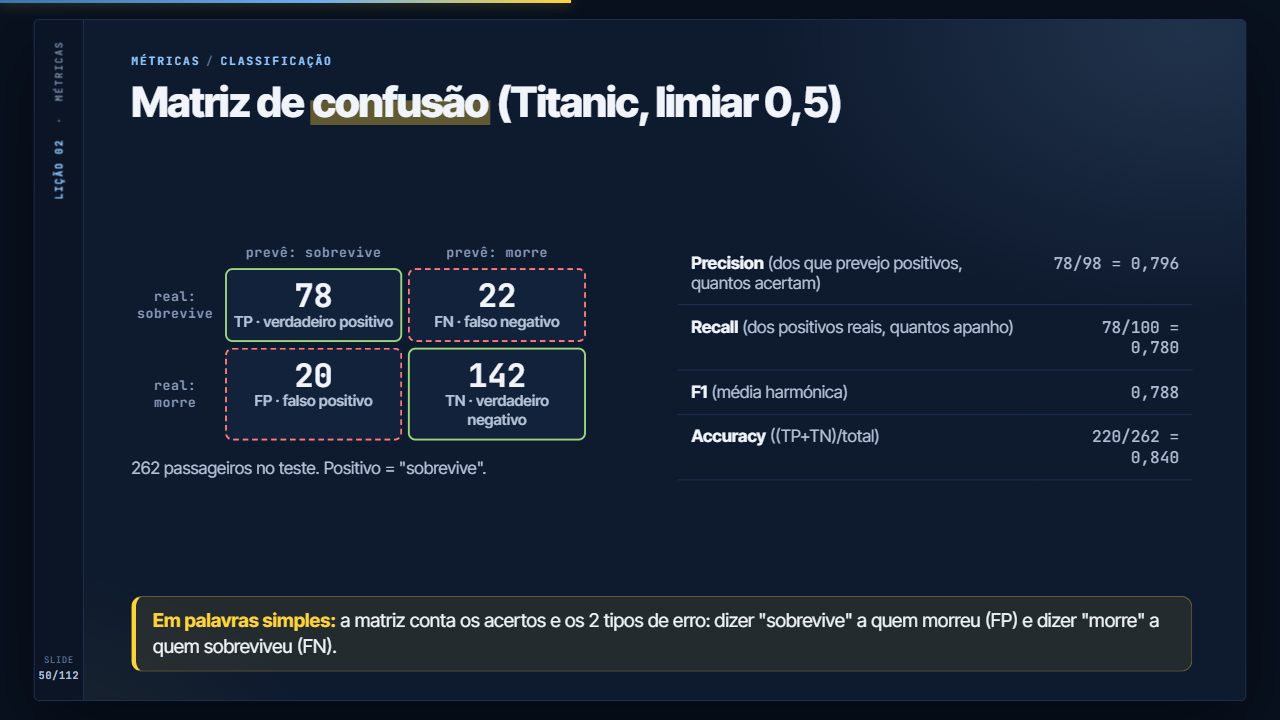 MÉTRICAS
·
LIÇÃO 02
MÉTRICAS / CLASSIFICAÇÃO
Matriz de confusão (Titanic, limiar 0,5)
prevê: sobrevive
prevê: morre
real:
sobrevive
78
TP · verdadeiro positivo
22
FN · falso negativo
real:
morre
20
FP · falso positivo
142
TN · verdadeiro
negativo
262 passageiros no teste. Positivo = "sobrevive".
Precision (dos que prevejo positivos,
quantos acertam)
78/98 = 0,796
Recall (dos positivos reais, quantos apanho)
78/100 =
0,780
F1 (média harmónica)
0,788
Accuracy ((TP+TN)/total)
220/262 =
0,840
Em palavras simples: a matriz conta os acertos e os 2 tipos de erro: dizer "sobrevive" a quem morreu (FP) e dizer "morre" a
quem sobreviveu (FN).
SLIDE
50/112